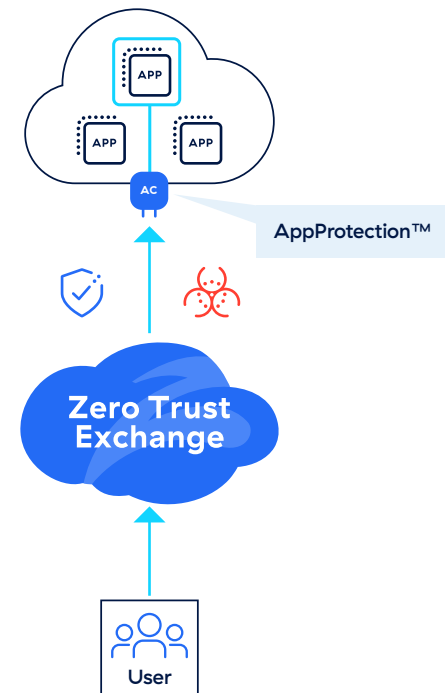 APP
APP
APP
AC
AppProtection™
Zero Trust
Exchange
User